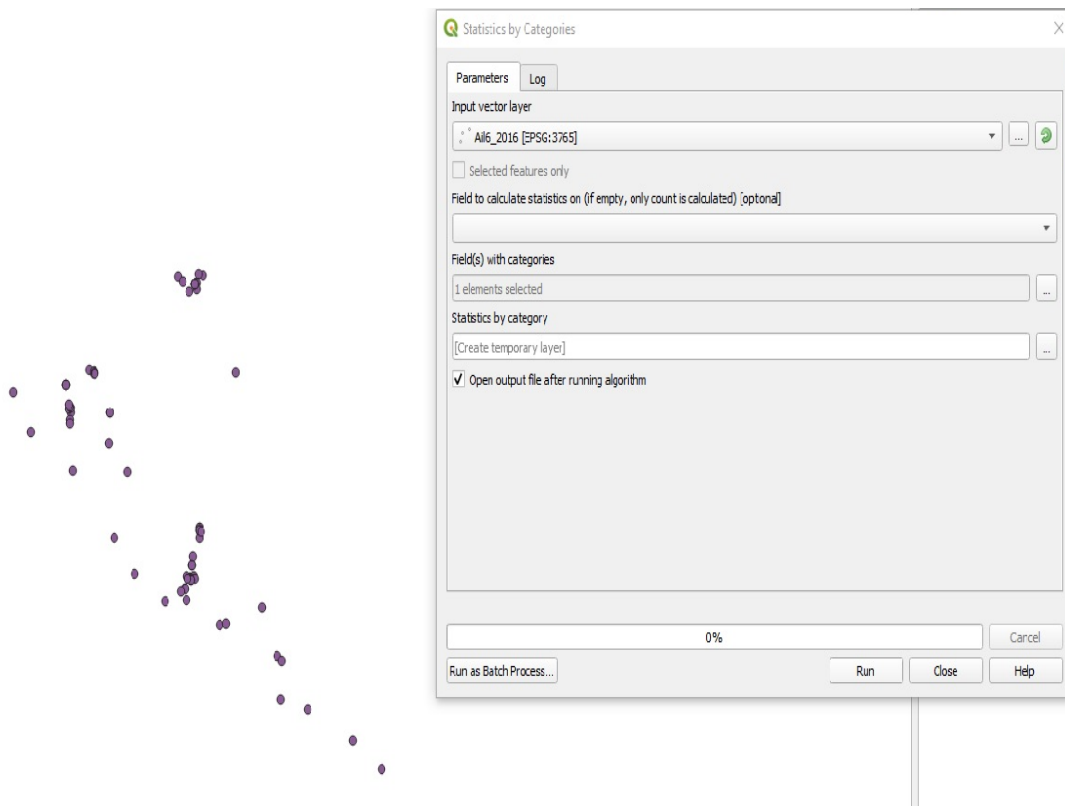 Statistics by Categories
Parameters Log
Input vector layer
Ail6_2016 [EPSG:3765]
...
Selected features only
Field to calculate statistics on (if empty, only count is calculated) [optional]
Field(s) with categories
1 elements selected
...
Statistics by category
[Create temporary layer]
...
Open output file after running algorithm
0%
Cancel
Run as Batch Process...
Run
Close
Help